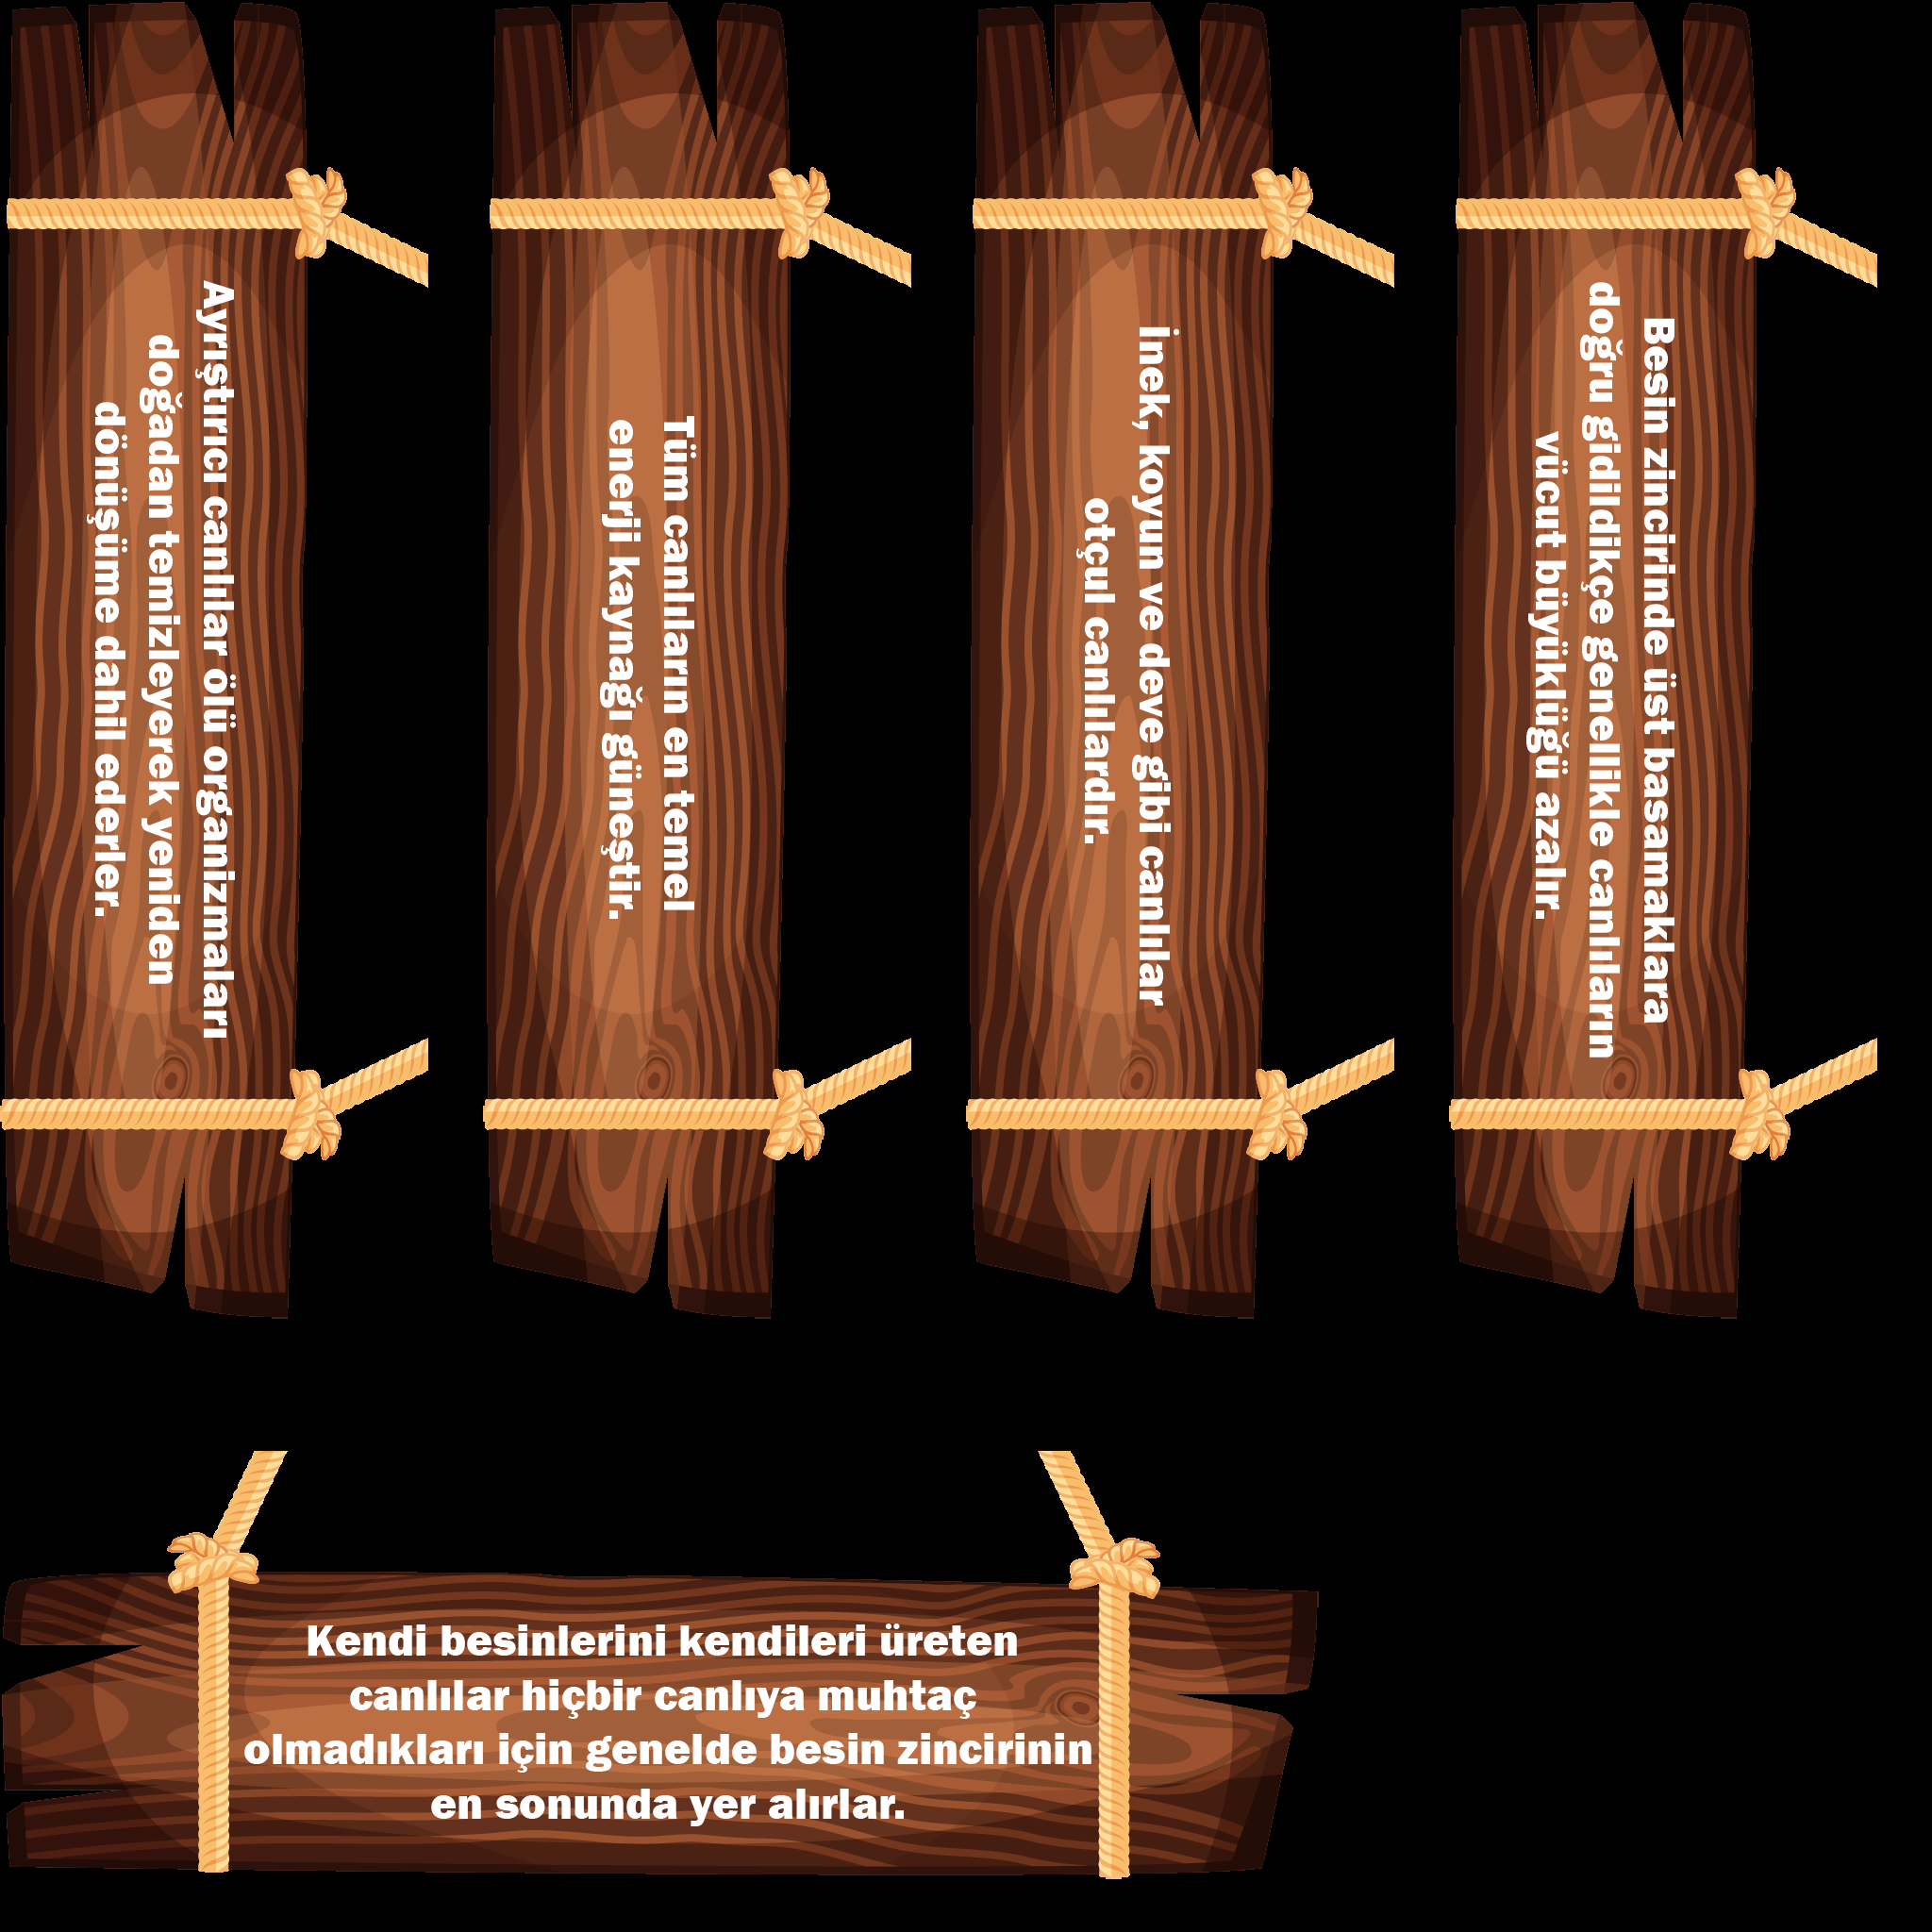 Ayrıştırıcı canlılar ölü organizmaları
doğadan temizleyerek yeniden
dönüşüme dahil ederler.
Tüm canlıların en temel
enerji kaynağı güneştir.
İnek, koyun ve deve gibi canlılar
otçul canlılardır.
Besin zincirinde üst basamaklara
doğru gidildikçe genellikle canlıların
vücut büyüklüğü azalır.
Kendi besinlerini kendileri üreten
canlılar hiçbir canlıya muhtaç
olmadıkları için genelde besin zincirinin
en sonunda yer alırlar.